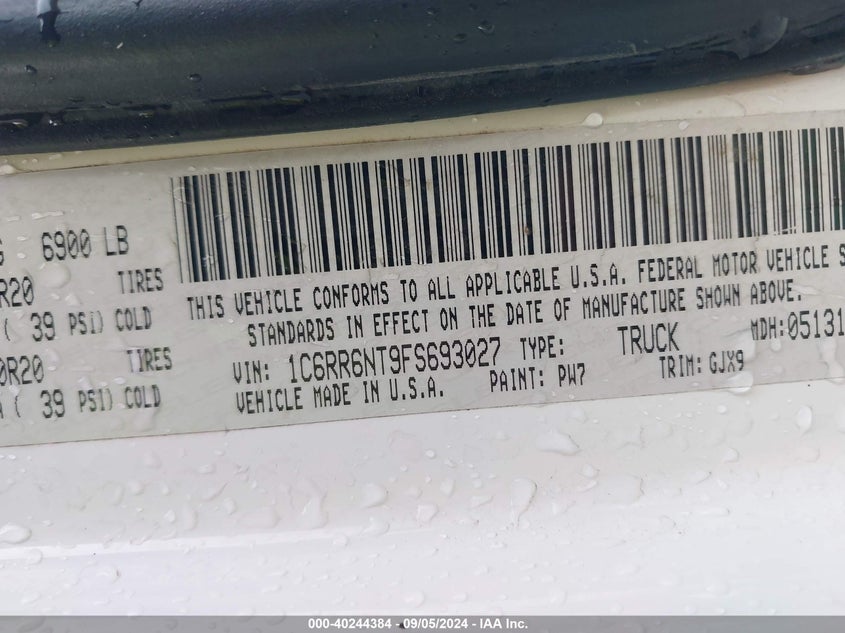 6900 LB
R20 TIRES
( 39 PSI) COLD
0R20 TIRES
( 39 PSI) COLD
THIS VEHICLE CONFORMS TO ALL APPLICABLE U.S.A. FEDERAL MOTOR VEHICLE S
STANDARDS IN EFFECT ON THE DATE OF MANUFACTURE SHOWN ABOVE.
VIN: 1C6RR6NT9FS693027 TYPE: TRUCK MDH:05131
VEHICLE MADE IN U.S.A. PAINT: PW7 TRIM: GJX9
000-40244384 - 09/05/2024 - IAA Inc.